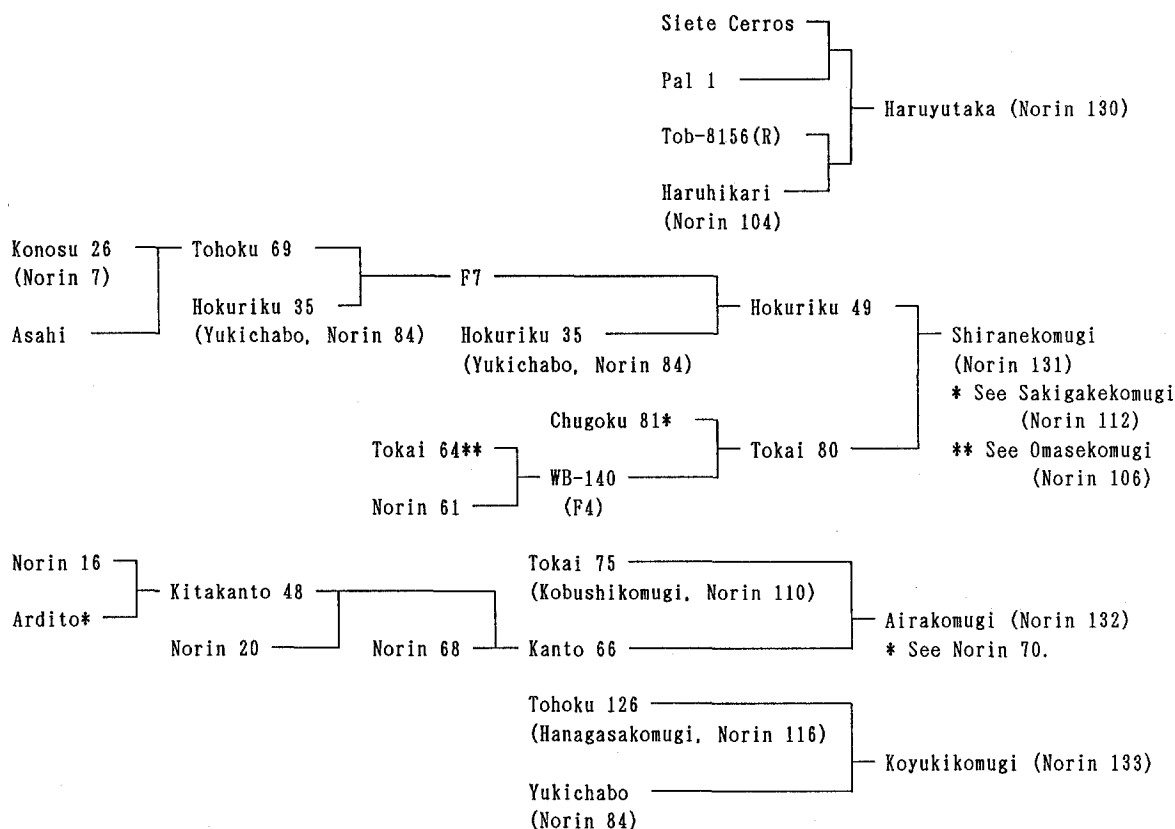 Siete Cerros
Pal 1
Haruyutaka (Norin 130)
Tob-8156(R)
Haruhikari
(Norin 104)
Konosu 26
(Norin 7)
Asahi
Tohoku 69
Hokuriku 35
(Yukichabo, Norin 84)
F7
Hokuriku 35
(Yukichabo, Norin 84)
Hokuriku 49
Shiranekomugi
(Norin 131)
* See Sakigakekomugi
(Norin 112)
** See Omasekomugi
(Norin 106)
Chugoku 81*
Tokai 64**
Tokai 80
WB-140
(F4)
Norin 61
Norin 16
Ardito*
Kitakanto 48
Norin 20
Norin 68
Tokai 75
(Kobushikomugi, Norin 110)
Kanto 66
Airakomugi (Norin 132)
* See Norin 70.
Tohoku 126
(Hanagasakomugi, Norin 116)
Koyukikomugi (Norin 133)
Yukichabo
(Norin 84)